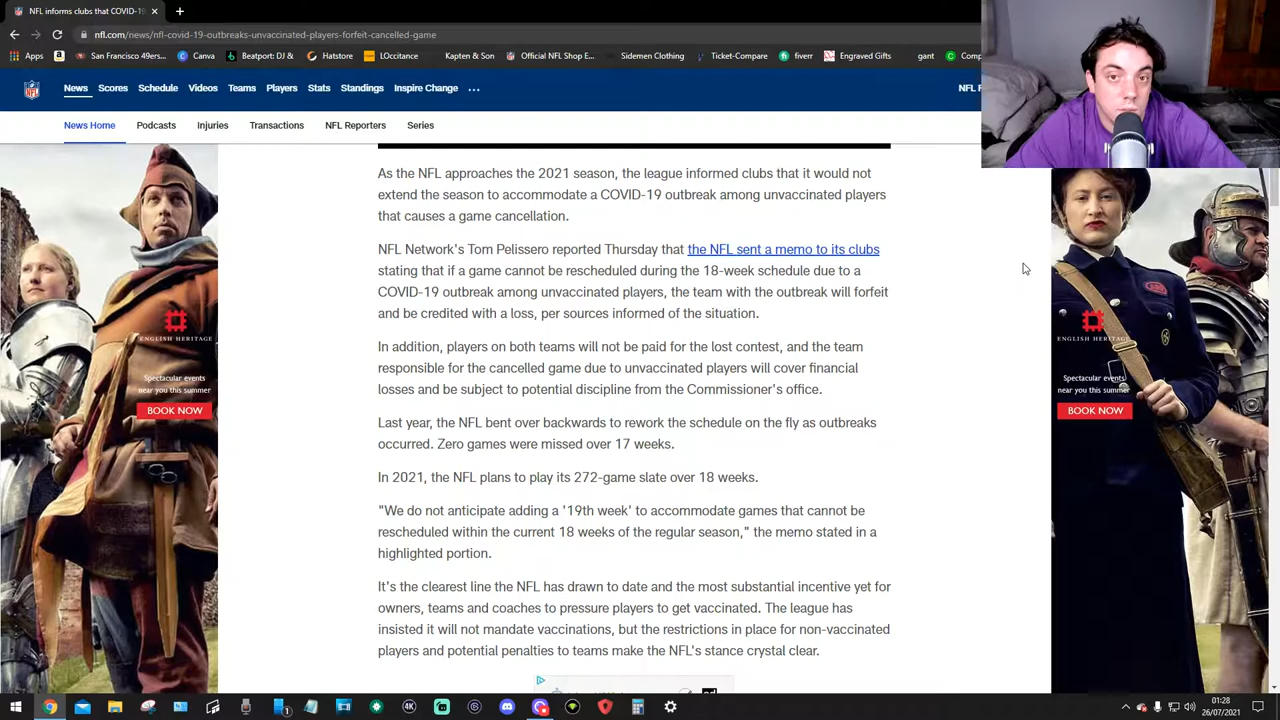 NFL informs clubs that COVID-19
nfl.com/news/nfl-covid-19-outbreaks-unvaccinated-players-forfeit-cancelled-game
Apps San Francisco 49ers... Canva Beatport: DJ & Hatstore LOccitance Kapten & Son Official NFL Shop E... Sidemen Clothing Ticket-Compare fiverr Engraved Gifts gant
News Scores Schedule Videos Teams Players Stats Standings Inspire Change ...
News Home Podcasts Injuries Transactions NFL Reporters Series
As the NFL approaches the 2021 season, the league informed clubs that it would not
extend the season to accommodate a COVID-19 outbreak among unvaccinated players
that causes a game cancellation.
NFL Network's Tom Pelissero reported Thursday that the NFL sent a memo to its clubs
stating that if a game cannot be rescheduled during the 18-week schedule due to a
COVID-19 outbreak among unvaccinated players, the team with the outbreak will forfeit
and be credited with a loss, per sources informed of the situation.
In addition, players on both teams will not be paid for the lost contest, and the team
responsible for the cancelled game due to unvaccinated players will cover financial
losses and be subject to potential discipline from the Commissioner's office.
Last year, the NFL bent over backwards to rework the schedule on the fly as outbreaks
occurred. Zero games were missed over 17 weeks.
In 2021, the NFL plans to play its 272-game slate over 18 weeks.
"We do not anticipate adding a '19th week' to accommodate games that cannot be
rescheduled within the current 18 weeks of the regular season," the memo stated in a
highlighted portion.
It's the clearest line the NFL has drawn to date and the most substantial incentive yet for
owners, teams and coaches to pressure players to get vaccinated. The league has
insisted it will not mandate vaccinations, but the restrictions in place for non-vaccinated
players and potential penalties to teams make the NFL's stance crystal clear.
ENGLISH HERITAGE
Spectacular events
near you this summer
BOOK NOW
ENGLISH HERITAGE
Spectacular events
near you this summer
BOOK NOW
01:28
26/07/2021